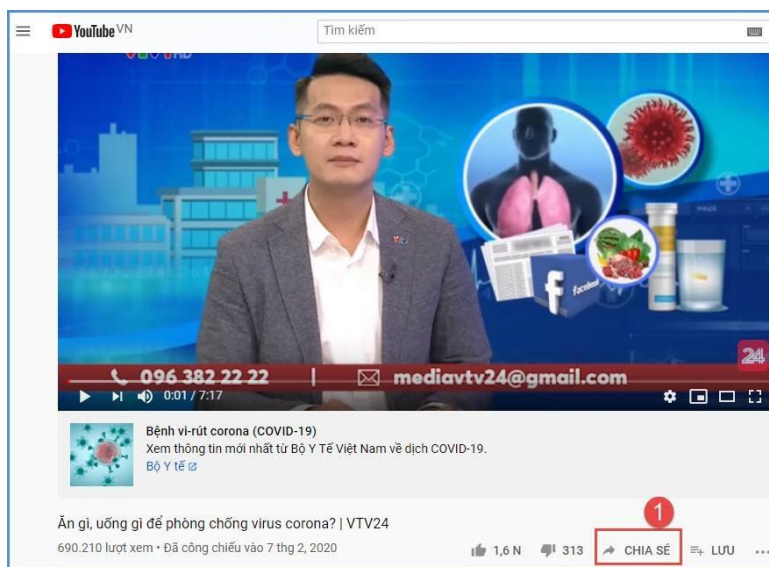 YouTube VN
Tìm kiếm
facebook
24
096 382 22 22 | mediavtv24@gmail.com
0:01 / 7:17
Bệnh vi-rút corona (COVID-19)
Xem thông tin mới nhất từ Bộ Y Tế Việt Nam về dịch COVID-19.
Bộ Y tế
Ăn gì, uống gì để phòng chống virus corona? | VTV24
1
690.210 lượt xem • Đã công chiếu vào 7 thg 2, 2020
1,6 N 313 CHIA SẺ LƯU